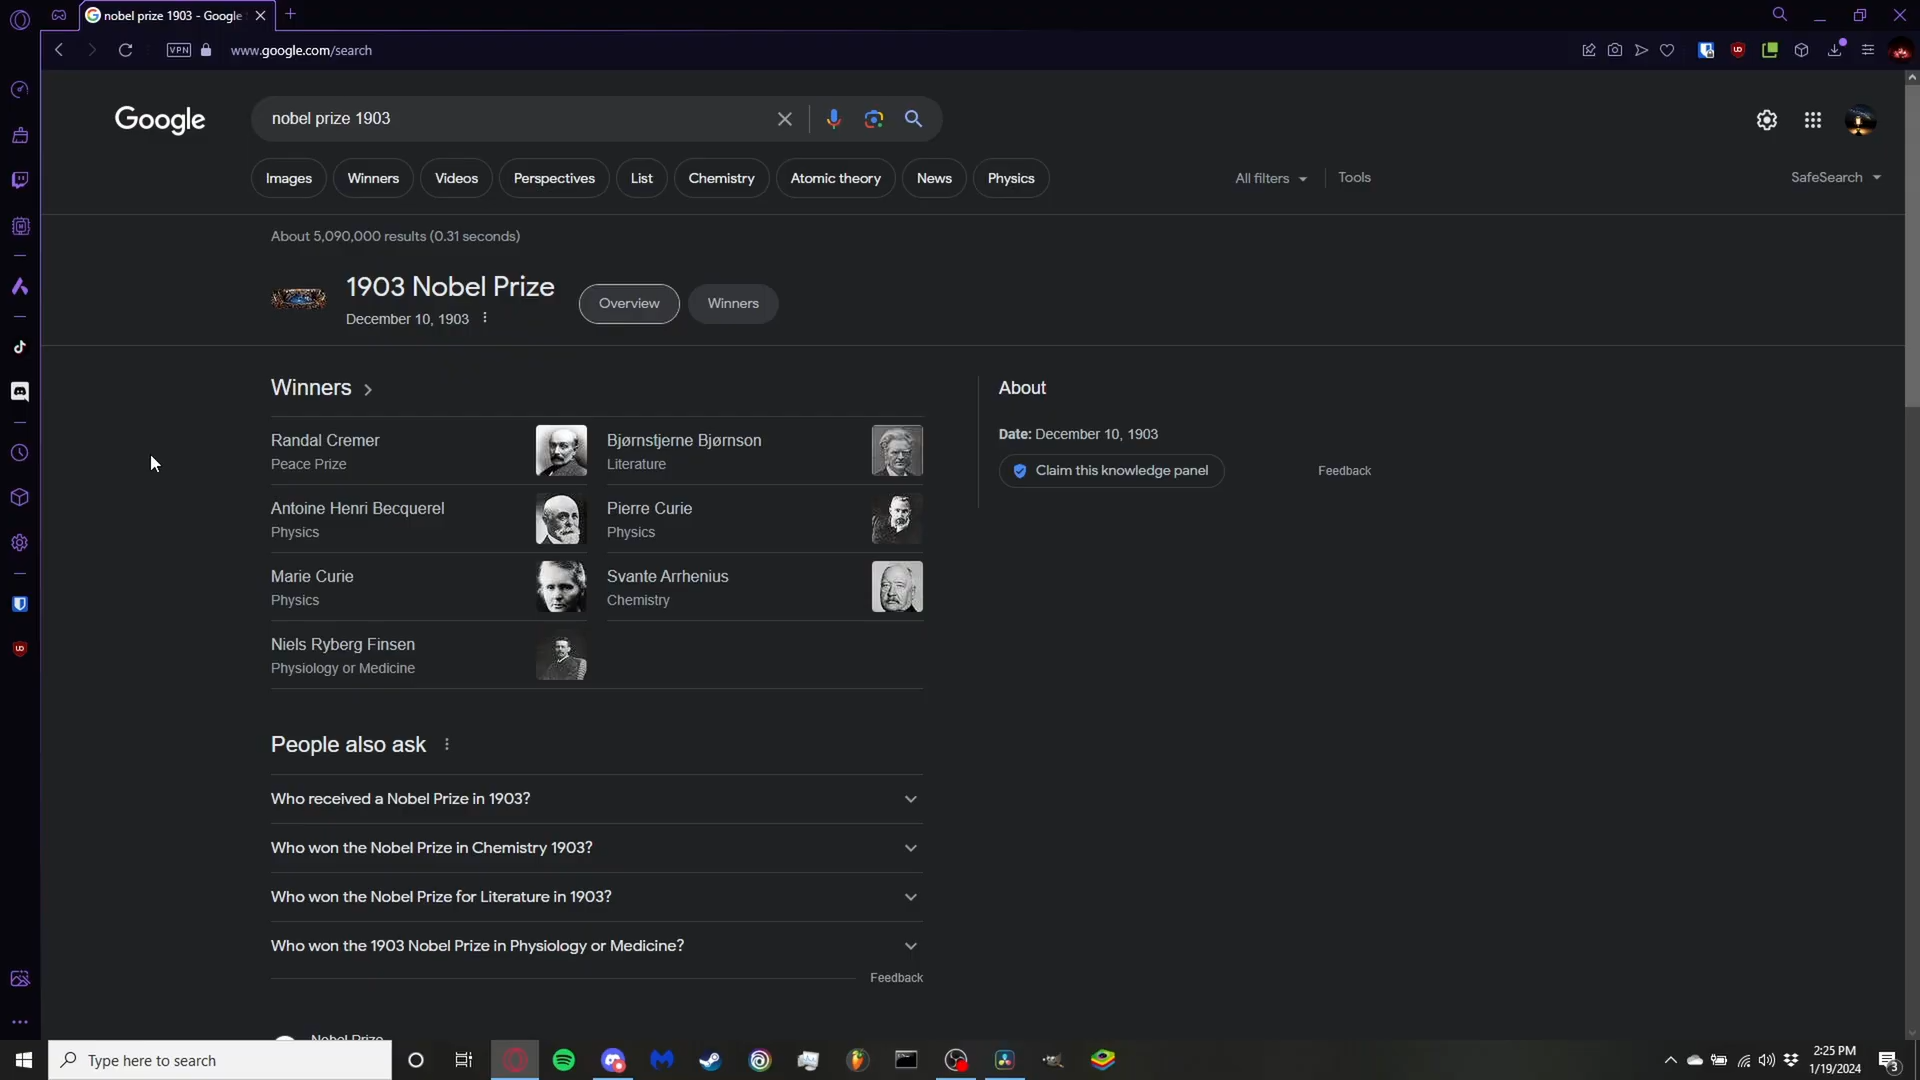 nobel prize 1903 - Google
VPN
www.google.com/search
Google
nobel prize 1903
Images
Winners
Videos
Perspectives
List
Chemistry
Atomic theory
News
Physics
All filters
Tools
SafeSearch
About 5,090,000 results (0.31 seconds)
1903 Nobel Prize
December 10, 1903
Overview
Winners
Winners
Randal Cremer
Peace Prize
Bjørnstjerne Bjørnson
Literature
Antoine Henri Becquerel
Physics
Pierre Curie
Physics
Marie Curie
Physics
Svante Arrhenius
Chemistry
Niels Ryberg Finsen
Physiology or Medicine
About
Date: December 10, 1903
Claim this knowledge panel
Feedback
People also ask
Who received a Nobel Prize in 1903?
Who won the Nobel Prize in Chemistry 1903?
Who won the Nobel Prize for Literature in 1903?
Who won the 1903 Nobel Prize in Physiology or Medicine?
Feedback
Nobel Prize
Type here to search
2:25 PM
1/19/2024
3